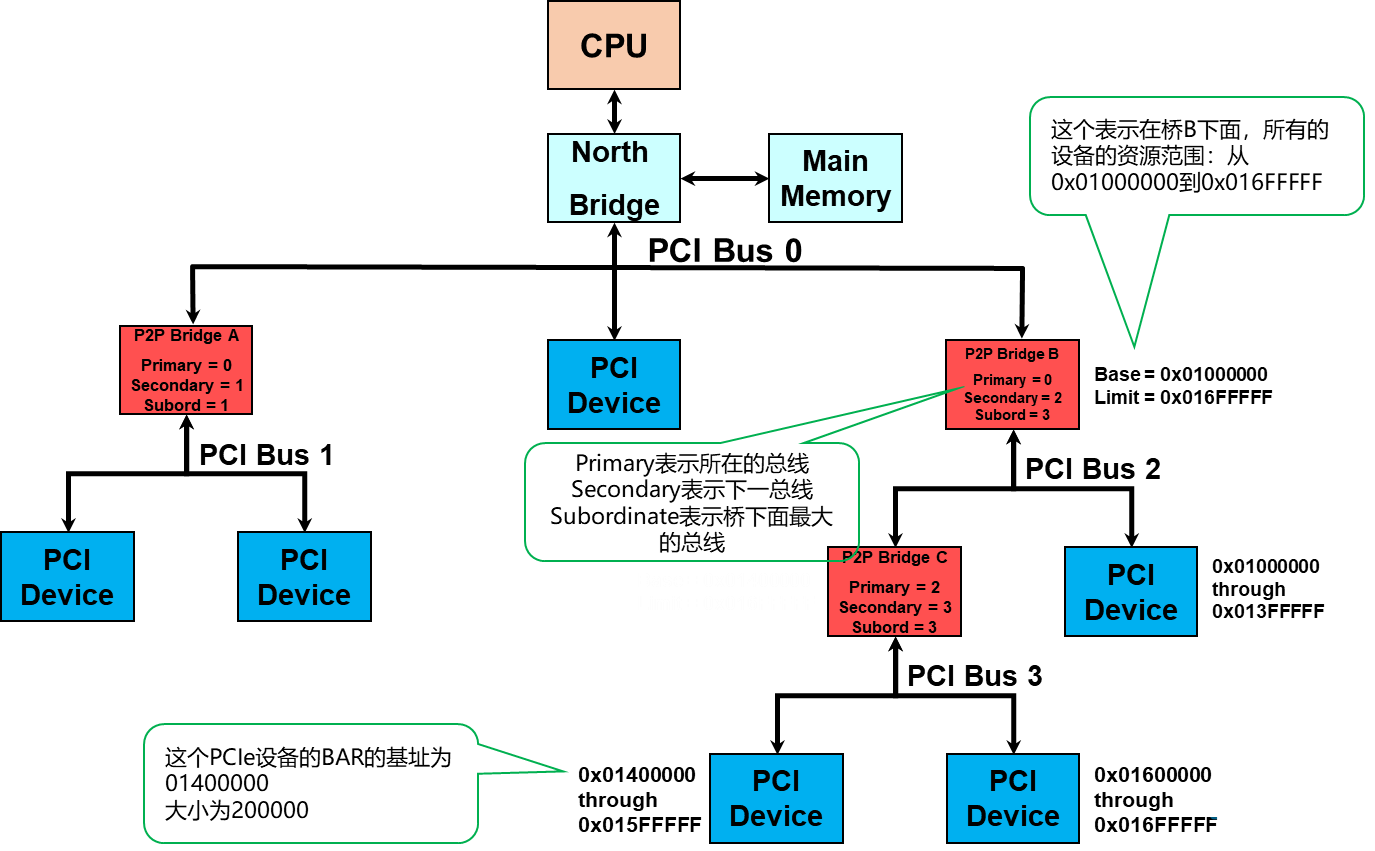 CPU
North
Bridge
Main
Memory
这个表示在桥B下面，所有的
设备的资源范围：从
0x01000000到0x016FFFFF
PCI Bus 0
P2P Bridge A
Primary = 0
Secondary = 1
Subord = 1
PCI
Device
P2P Bridge B
Primary = 0
Secondary = 2
Subord = 3
Base = 0x01000000
Limit = 0x016FFFFF
PCI Bus 1
Primary表示所在的总线
Secondary表示下一总线
Subordinate表示桥下面最大
的总线
PCI Bus 2
PCI
Device
PCI
Device
P2P Bridge C
Primary = 2
Secondary = 3
Subord = 3
PCI
Device
0x01000000
through
0x013FFFFF
PCI Bus 3
这个PCIe设备的BAR的基址为
01400000
大小为200000
0x01400000
through
0x015FFFFF
PCI
Device
PCI
Device
0x01600000
through
0x016FFFFF